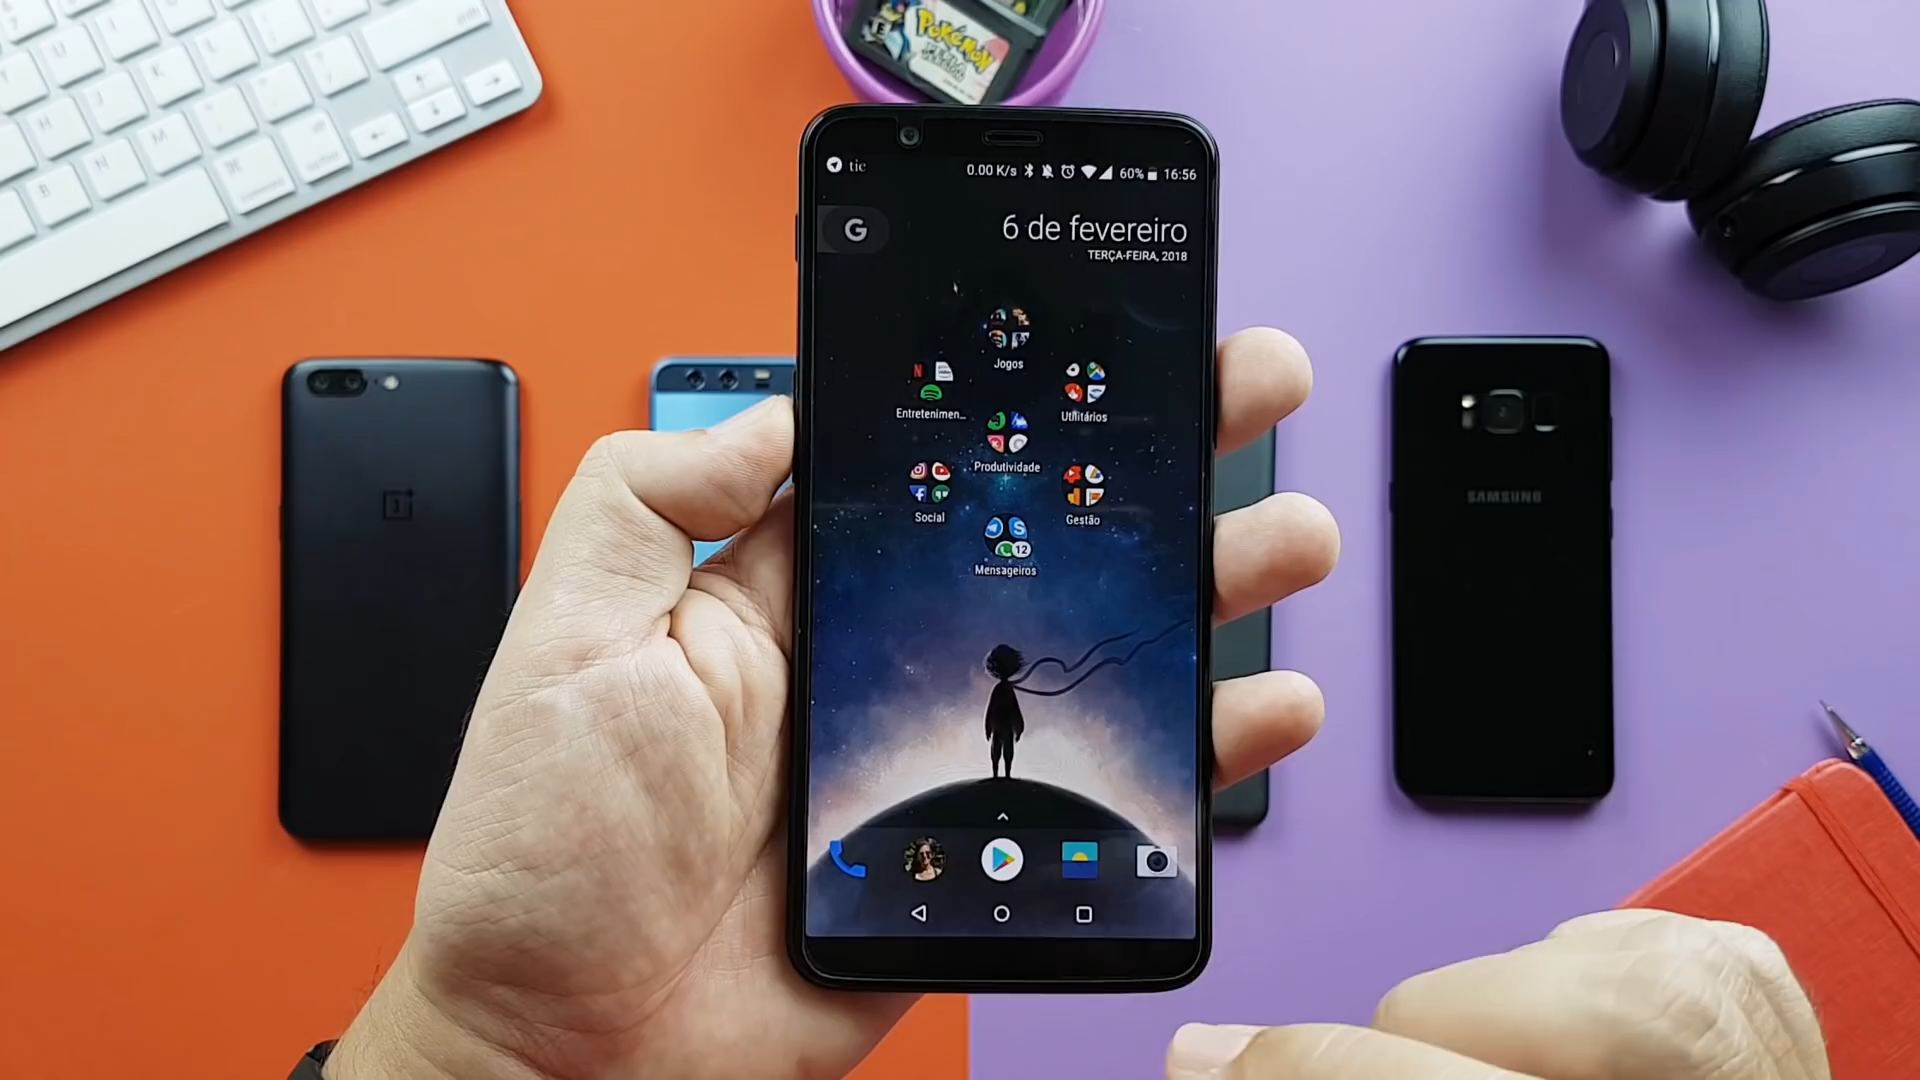 Pokémon
tic
0.00 K/s 60% 16:56
G
6 de fevereiro
TERÇA-FEIRA, 2018
Jogos
Entretenimen...
Utilitários
Produtividade
Social
Gestão
12
Mensageiros
SAMSUNG